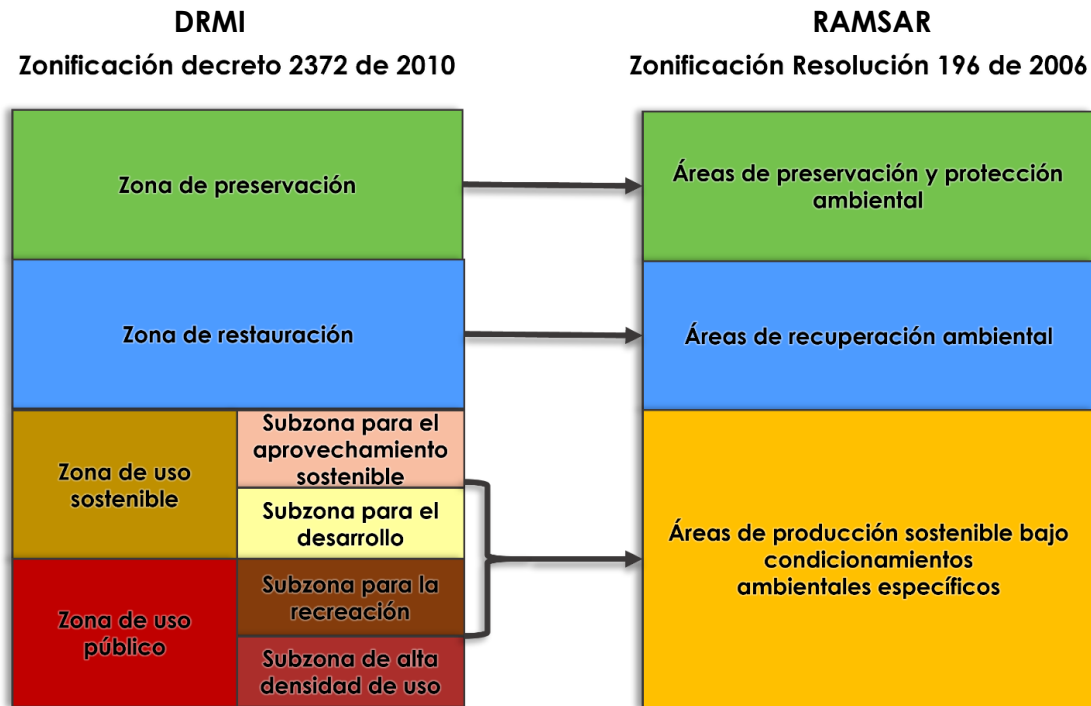 DRMI
Zonificación decreto 2372 de 2010
Zona de preservación
Zona de restauración
Zona de uso
sostenible
Subzona para el
aprovechamiento
sostenible
Subzona para el
desarrollo
Zona de uso
público
Subzona para la
recreación
Subzona de alta
densidad de uso
RAMSAR
Zonificación Resolución 196 de 2006
Áreas de preservación y protección
ambiental
Áreas de recuperación ambiental
Áreas de producción sostenible bajo
condicionamientos
ambientales específicos